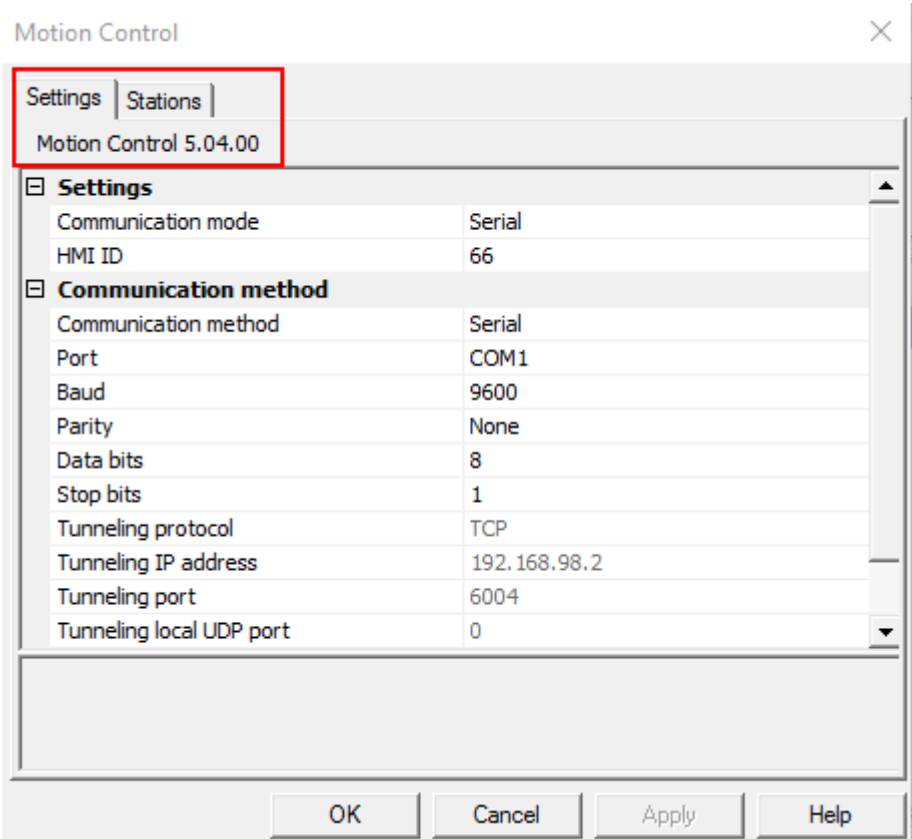 Motion Control
Settings Stations
Motion Control 5.04.00
Settings
Communication mode Serial
HMI ID 66
Communication method
Communication method Serial
Port COM1
Baud 9600
Parity None
Data bits 8
Stop bits 1
Tunneling protocol TCP
Tunneling IP address 192.168.98.2
Tunneling port 6004
Tunneling local UDP port 0
OK Cancel Apply Help